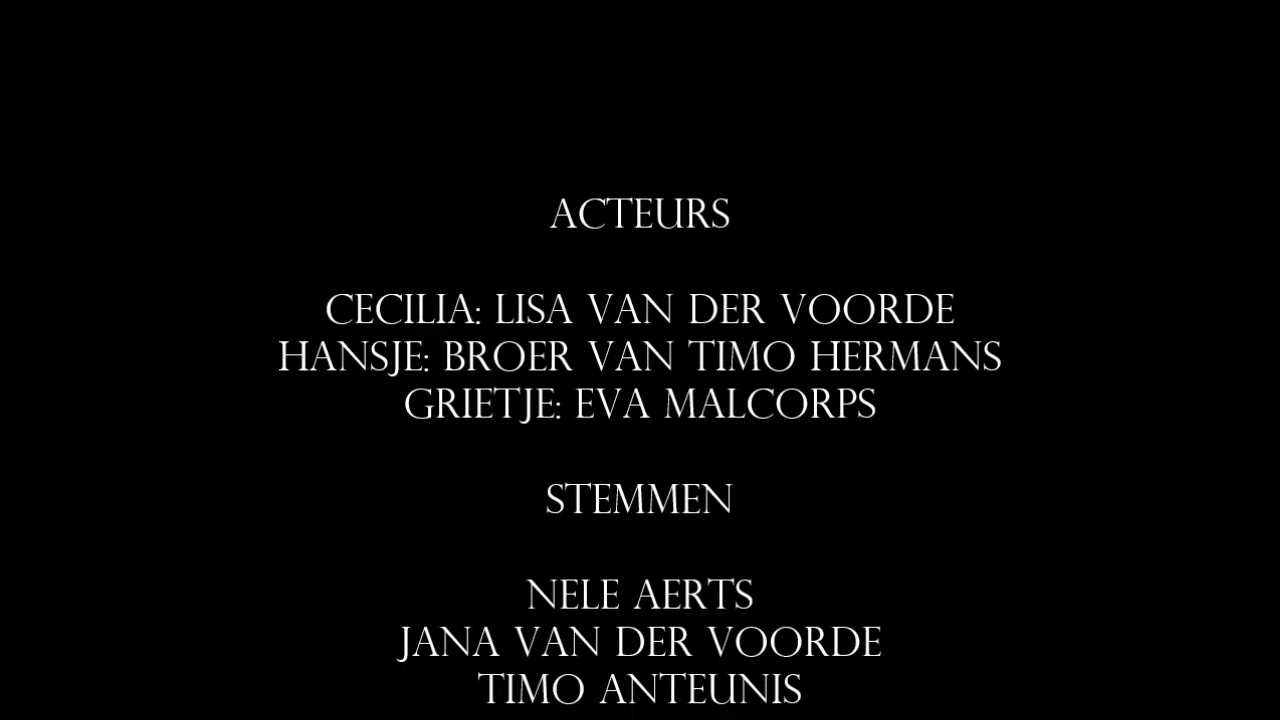 ACTEURS
CECILIA: LISA VAN DER VOORDE
HANSJE: BROER VAN TIMO HERMANS
GRIETJE: EVA MALCORPS
STEMMEN
NELE AERTS
JANA VAN DER VOORDE
TIMO ANTEUNIS